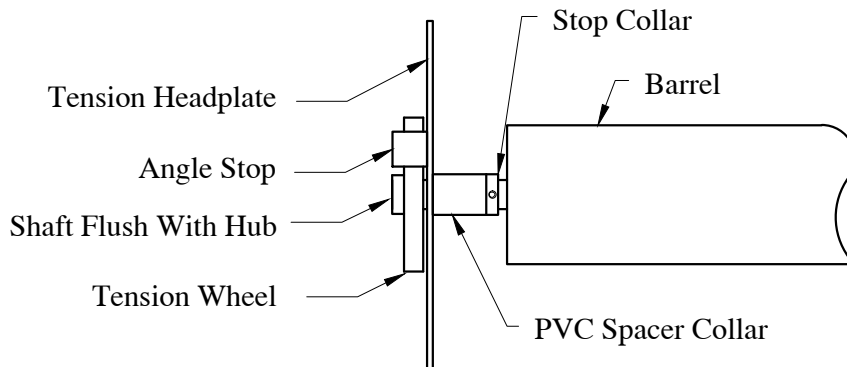 Stop Collar
Barrel
Tension Headplate
Angle Stop
Shaft Flush With Hub
Tension Wheel
PVC Spacer Collar